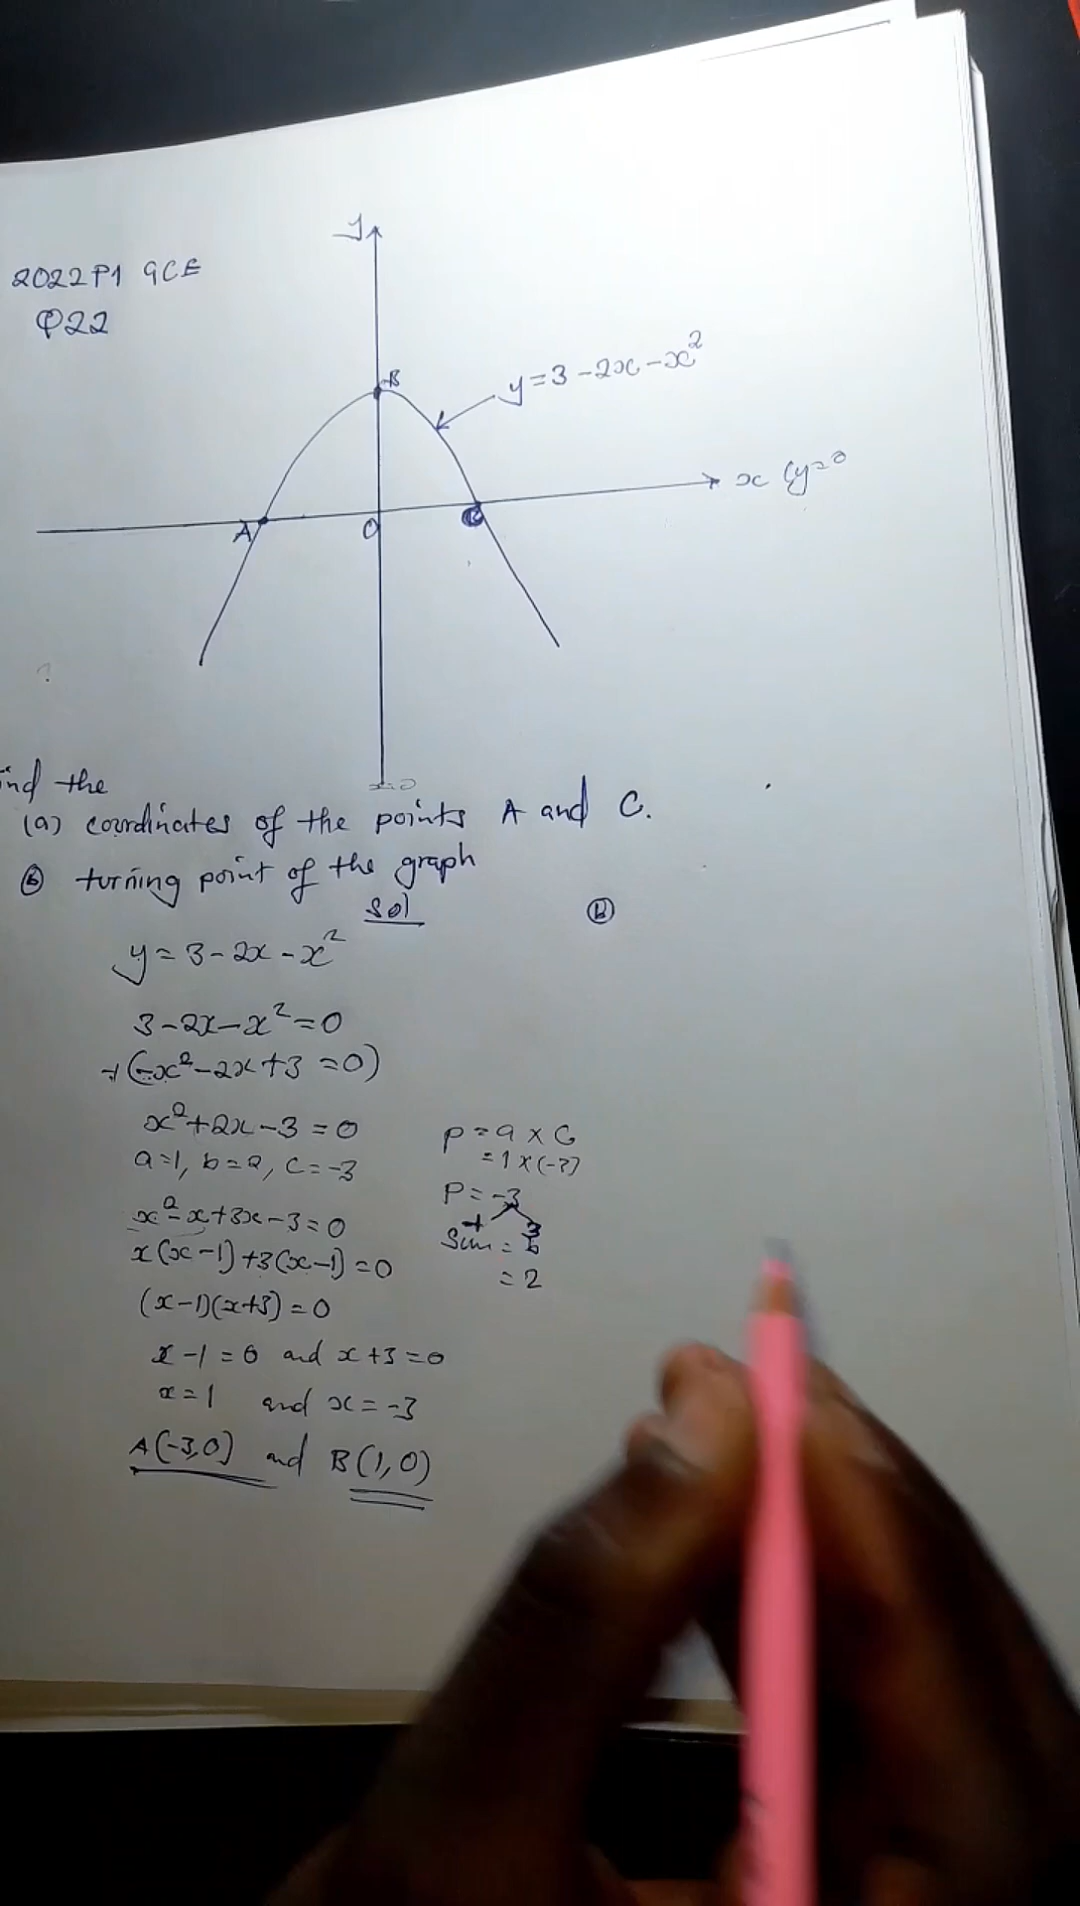 y
2022 P1 GCE
Q22
B
y = 3 - 2x - x²
x (y=0
A
O
C
ind the
(a) coordinates of the points A and C.
(b) turning point of the graph
Sol
(b)
y = 3 - 2x - x²
3 - 2x - x² = 0
-1(-x² - 2x + 3 = 0)
x² + 2x - 3 = 0
a = 1, b = 2, c = -3
x² - x + 3x - 3 = 0
x(x - 1) + 3(x - 1) = 0
(x - 1)(x + 3) = 0
x - 1 = 0 and x + 3 = 0
x = 1 and x = -3
A(-3, 0) and B(1, 0)
P = a × c
= 1 × (-3)
P = -3
-1 3
Sum = b
= 2